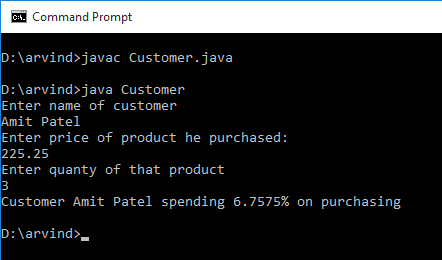 Command Prompt
D:\arvind>javac Customer.java
D:\arvind>java Customer
Enter name of customer
Amit Patel
Enter price of product he purchased:
225.25
Enter quanty of that product
3
Customer Amit Patel spending 6.7575% on purchasing
D:\arvind>